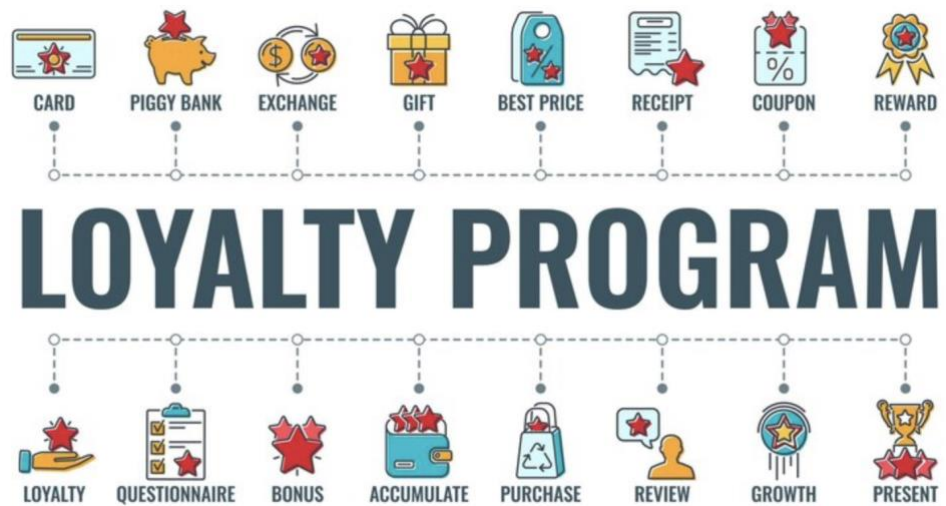 CARD PIGGY BANK EXCHANGE GIFT BEST PRICE RECEIPT COUPON REWARD
LOYALTY PROGRAM
LOYALTY QUESTIONNAIRE BONUS ACCUMULATE PURCHASE REVIEW GROWTH PRESENT